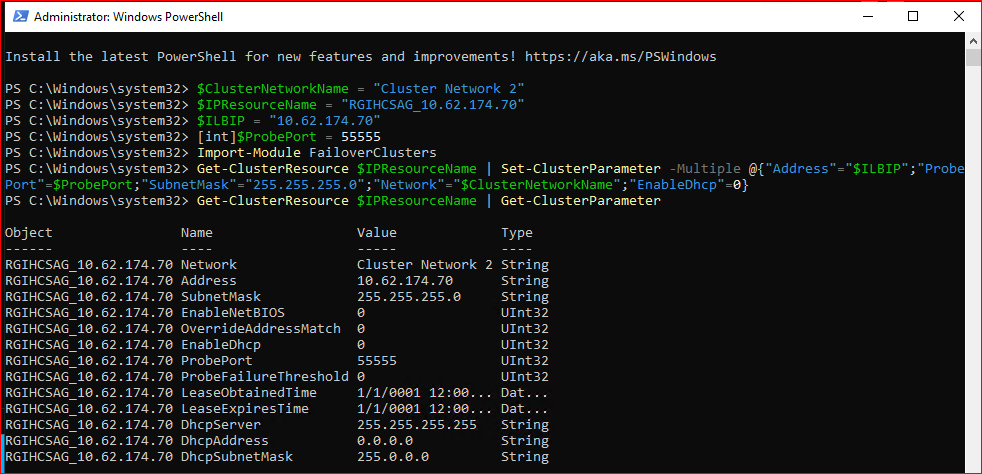 Administrator: Windows PowerShell
Install the latest PowerShell for new features and improvements! https://aka.ms/PSWindows
PS C:\Windows\system32> $ClusterNetworkName = "Cluster Network 2"
PS C:\Windows\system32> $IPResourceName = "RGIHCSAG_10.62.174.70"
PS C:\Windows\system32> $ILBIP = "10.62.174.70"
PS C:\Windows\system32> [int]$ProbePort = 55555
PS C:\Windows\system32> Import-Module FailoverClusters
PS C:\Windows\system32> Get-ClusterResource $IPResourceName | Set-ClusterParameter -Multiple @{"Address"="$ILBIP";"Probe
Port"=$ProbePort;"SubnetMask"="255.255.255.0";"Network"="$ClusterNetworkName";"EnableDhcp"=0}
PS C:\Windows\system32> Get-ClusterResource $IPResourceName | Get-ClusterParameter
Object Name Value Type
------ ---- ----- ----
RGIHCSAG_10.62.174.70 Network Cluster Network 2 String
RGIHCSAG_10.62.174.70 Address 10.62.174.70 String
RGIHCSAG_10.62.174.70 SubnetMask 255.255.255.0 String
RGIHCSAG_10.62.174.70 EnableNetBIOS 0 UInt32
RGIHCSAG_10.62.174.70 OverrideAddressMatch 0 UInt32
RGIHCSAG_10.62.174.70 EnableDhcp 0 UInt32
RGIHCSAG_10.62.174.70 ProbePort 55555 UInt32
RGIHCSAG_10.62.174.70 ProbeFailureThreshold 0 UInt32
RGIHCSAG_10.62.174.70 LeaseObtainedTime 1/1/0001 12:00... Dat...
RGIHCSAG_10.62.174.70 LeaseExpiresTime 1/1/0001 12:00... Dat...
RGIHCSAG_10.62.174.70 DhcpServer 255.255.255.255 String
RGIHCSAG_10.62.174.70 DhcpAddress 0.0.0.0 String
RGIHCSAG_10.62.174.70 DhcpSubnetMask 255.0.0.0 String